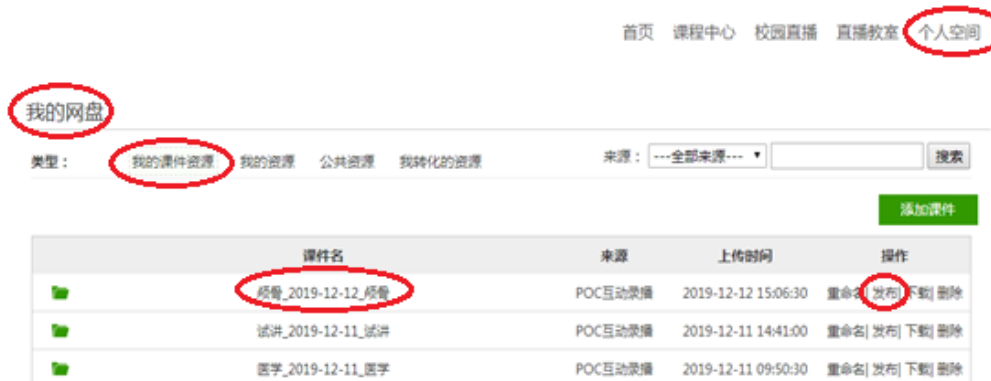 首页 课程中心 校园直播 直播教室 个人空间
我的网盘
类型： 我的课件资源 我的资源 公共资源 我转化的资源 来源： ---全部来源--- 搜索
添加课件
课件名 来源 上传时间 操作
颅骨_2019-12-12_颅骨 POC互动录播 2019-12-12 15:06:30 重命名| 发布| 下载| 删除
试讲_2019-12-11_试讲 POC互动录播 2019-12-11 14:41:00 重命名| 发布| 下载| 删除
医学_2019-12-11_医学 POC互动录播 2019-12-11 09:50:30 重命名| 发布| 下载| 删除